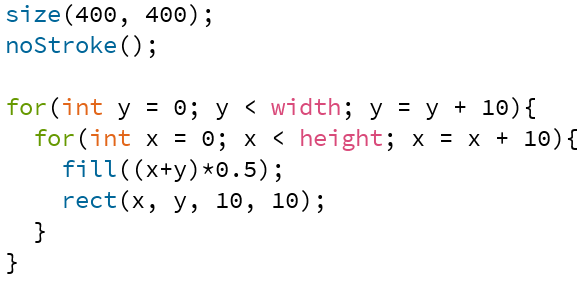 size(400, 400);
noStroke();

for(int y = 0; y < width; y = y + 10){
  for(int x = 0; x < height; x = x + 10){
    fill((x+y)*0.5);
    rect(x, y, 10, 10);
  }
}